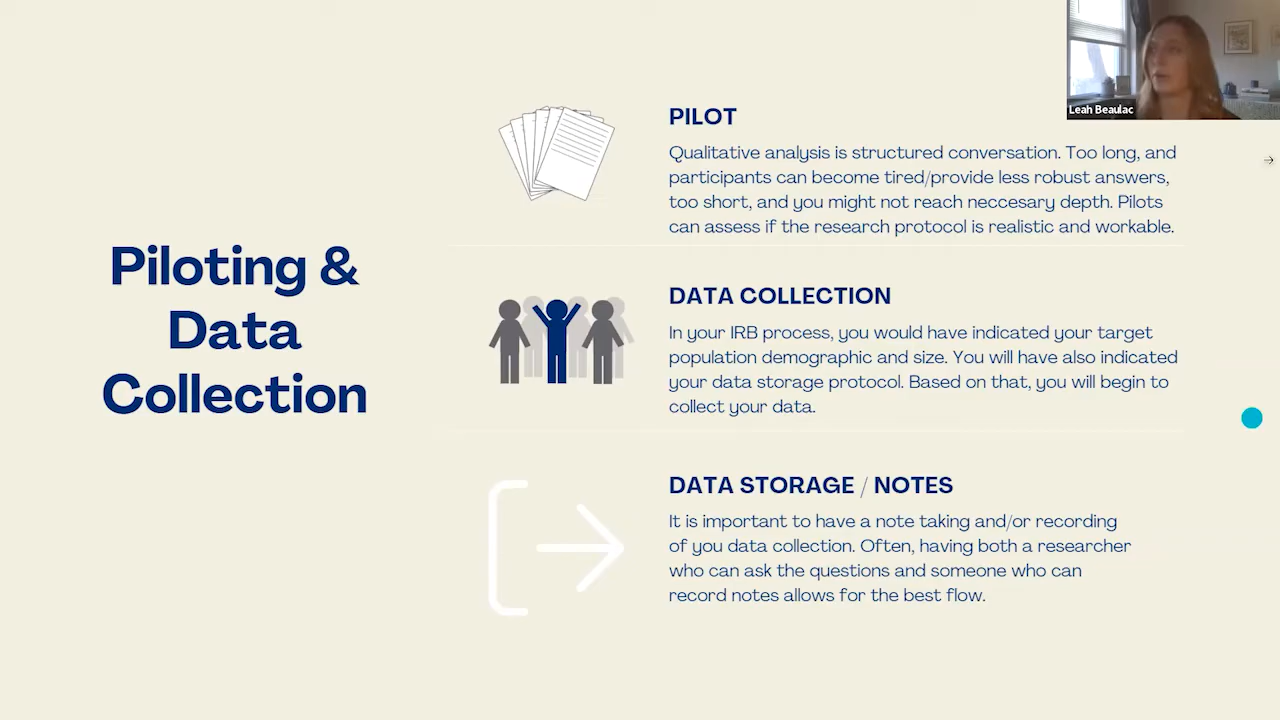 Piloting &
Data
Collection
PILOT
Qualitative analysis is structured conversation. Too long, and
participants can become tired/provide less robust answers,
too short, and you might not reach neccesary depth. Pilots
can assess if the research protocol is realistic and workable.
DATA COLLECTION
In your IRB process, you would have indicated your target
population demographic and size. You will have also indicated
your data storage protocol. Based on that, you will begin to
collect your data.
DATA STORAGE / NOTES
It is important to have a note taking and/or recording
of you data collection. Often, having both a researcher
who can ask the questions and someone who can
record notes allows for the best flow.
Leah Beaulac